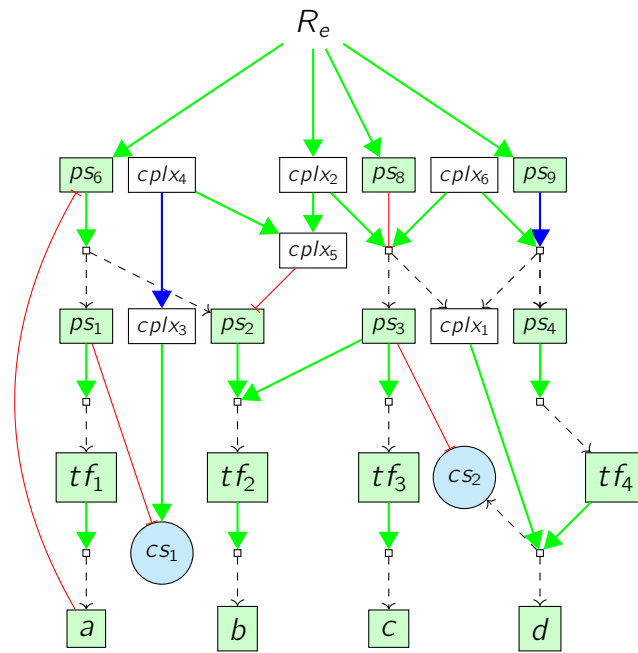 R_e
ps_6 cplx_4 cplx_2 ps_8 cplx_6 ps_9
cplx_5
ps_1 cplx_3 ps_2 ps_3 cplx_1 ps_4
tf_1 tf_2 tf_3 cs_2 tf_4
cs_1
a b c d